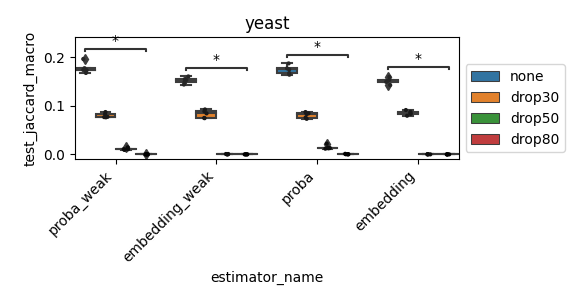 yeast
test_jaccard_macro
0.2
0.1
0.0
*
*
*
*
proba_weak
embedding_weak
proba
embedding
estimator_name
none
drop30
drop50
drop80